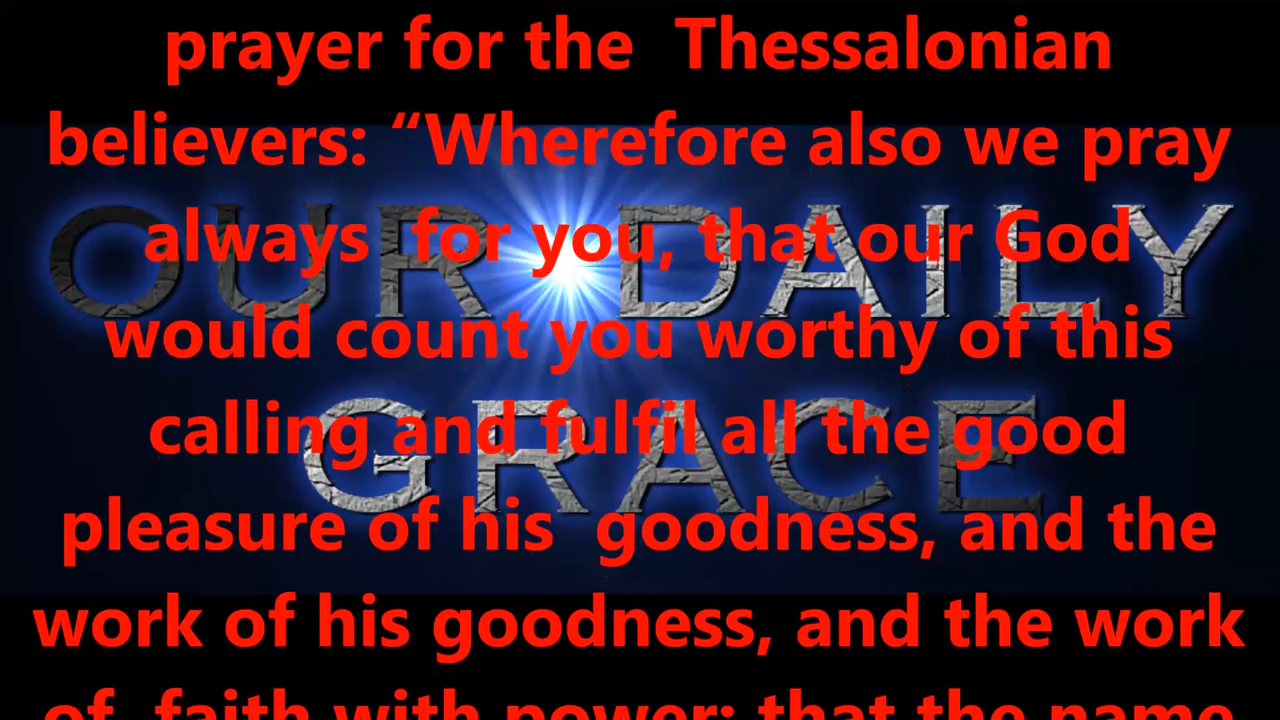 prayer for the  Thessalonian
believers: “Wherefore also we pray
always  for you, that our God
would count you worthy of this
calling and fulfil all the good
pleasure of his  goodness, and the
work of his goodness, and the work
of  faith with power: that the name
OUR DAILY
GRACE